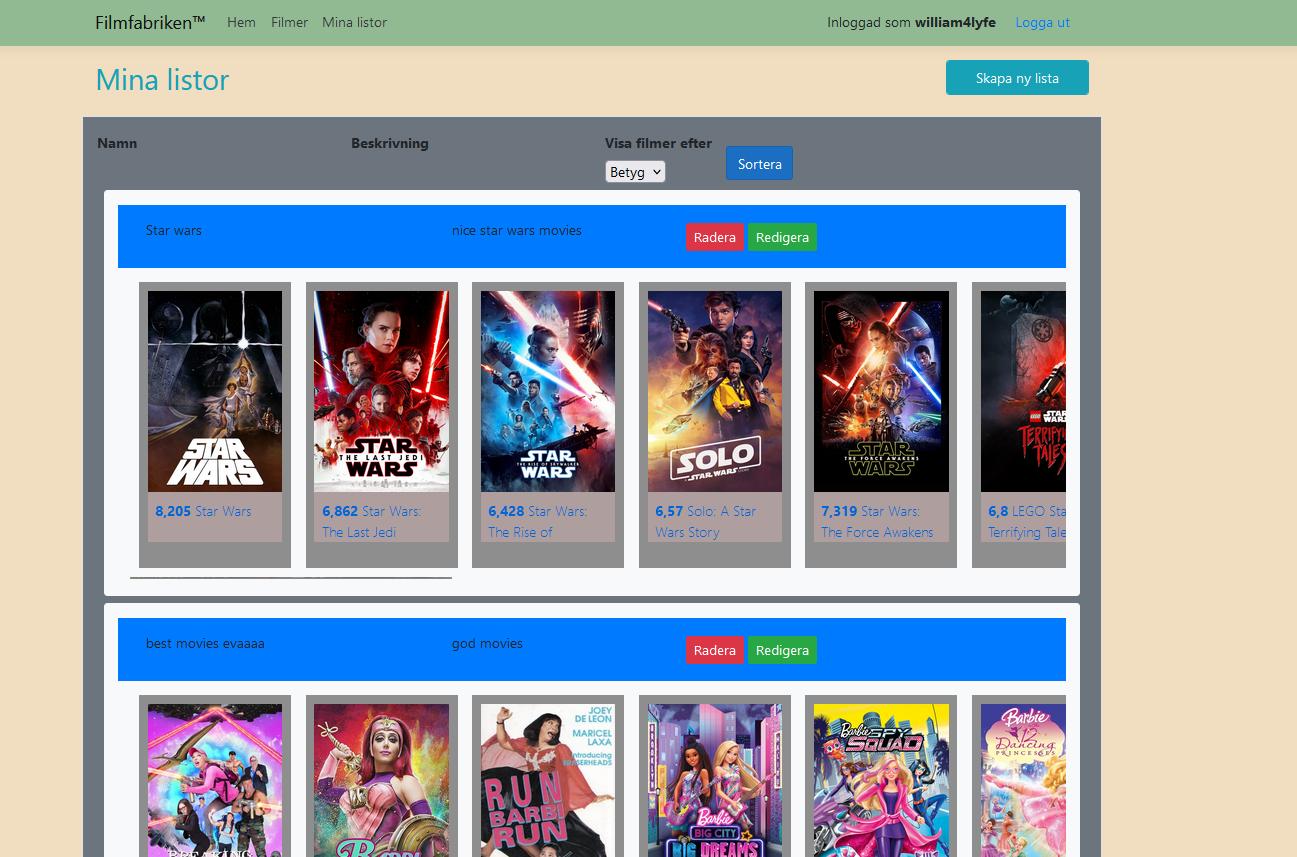 Filmfabriken™ Hem Filmer Mina listor Inloggad som william4lyfe Logga ut
Mina listor Skapa ny lista
Namn Beskrivning Visa filmer efter
Betyg Sortera
Star wars nice star wars movies Radera Redigera
STAR
WARS
STAR
THE LAST JEDI
WARS
STAR
THE RISE OF SKYWALKER
WARS
SOLO
A STAR WARS STORY
STAR
THE FORCE AWAKENS
WARS
LEGO STAR
WARS
TERRIFYING
TALES
8,205 Star Wars
6,862 Star Wars:
The Last Jedi
6,428 Star Wars:
The Rise of
6,57 Solo: A Star
Wars Story
7,319 Star Wars:
The Force Awakens
6,8 LEGO Sta
Terrifying Tale
best movies evaaaa god movies Radera Redigera
BREAKING
JOEY
DE LEON
MARICEL
LAXA
introducing
ERASERHEADS
RUN
BARBI
RUN
Barbie
BIG CITY
BIG DREAMS
Barbie
SPY
SQUAD
Barbie
12
Dancing
PRINCESSES